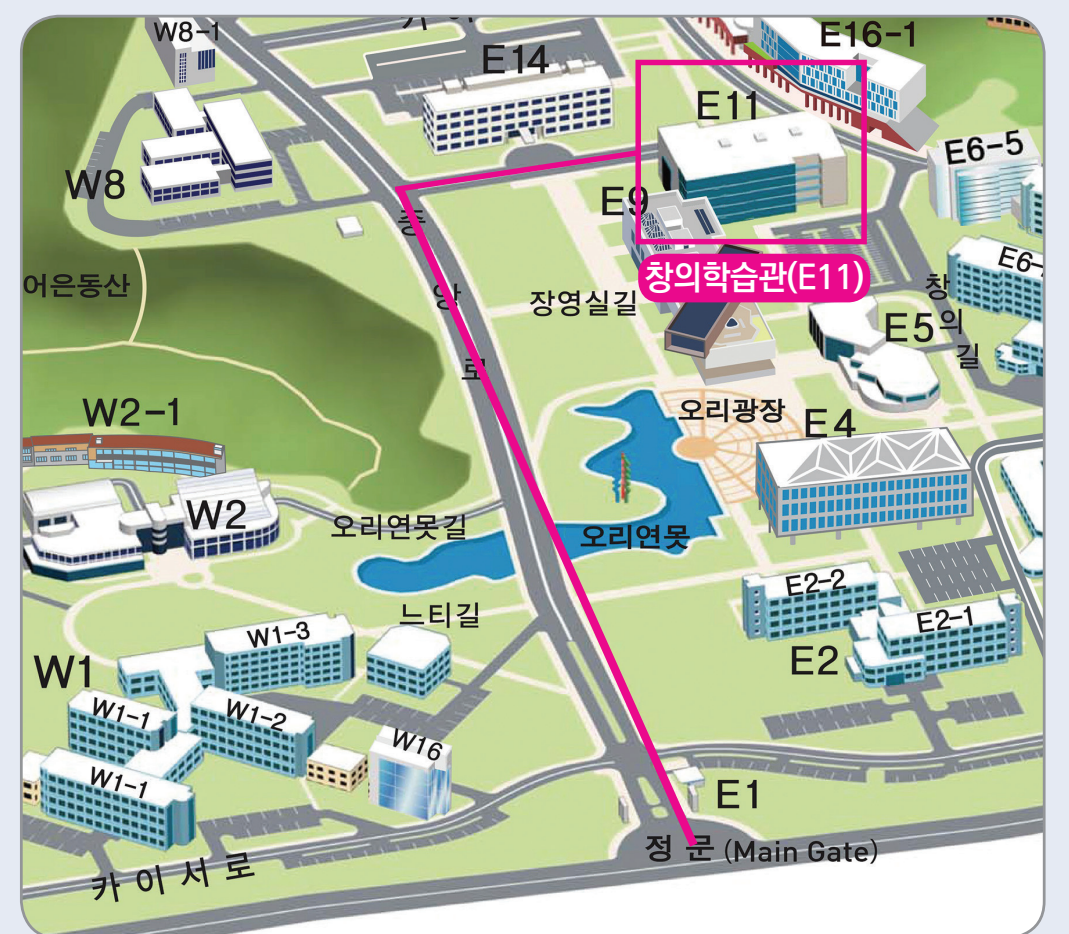 W8-1
E14
E16-1
E11
E6-5
W8
E9
중앙로
어은동산
장영실길
창의학습관(E11)
창의길
E5
W2-1
오리광장
E4
W2
오리연못길
오리연못
E2-2
느티길
W1-3
E2-1
W1
E2
W1-1
W1-2
W16
W1-1
E1
정 문 (Main Gate)
카 이 서 로